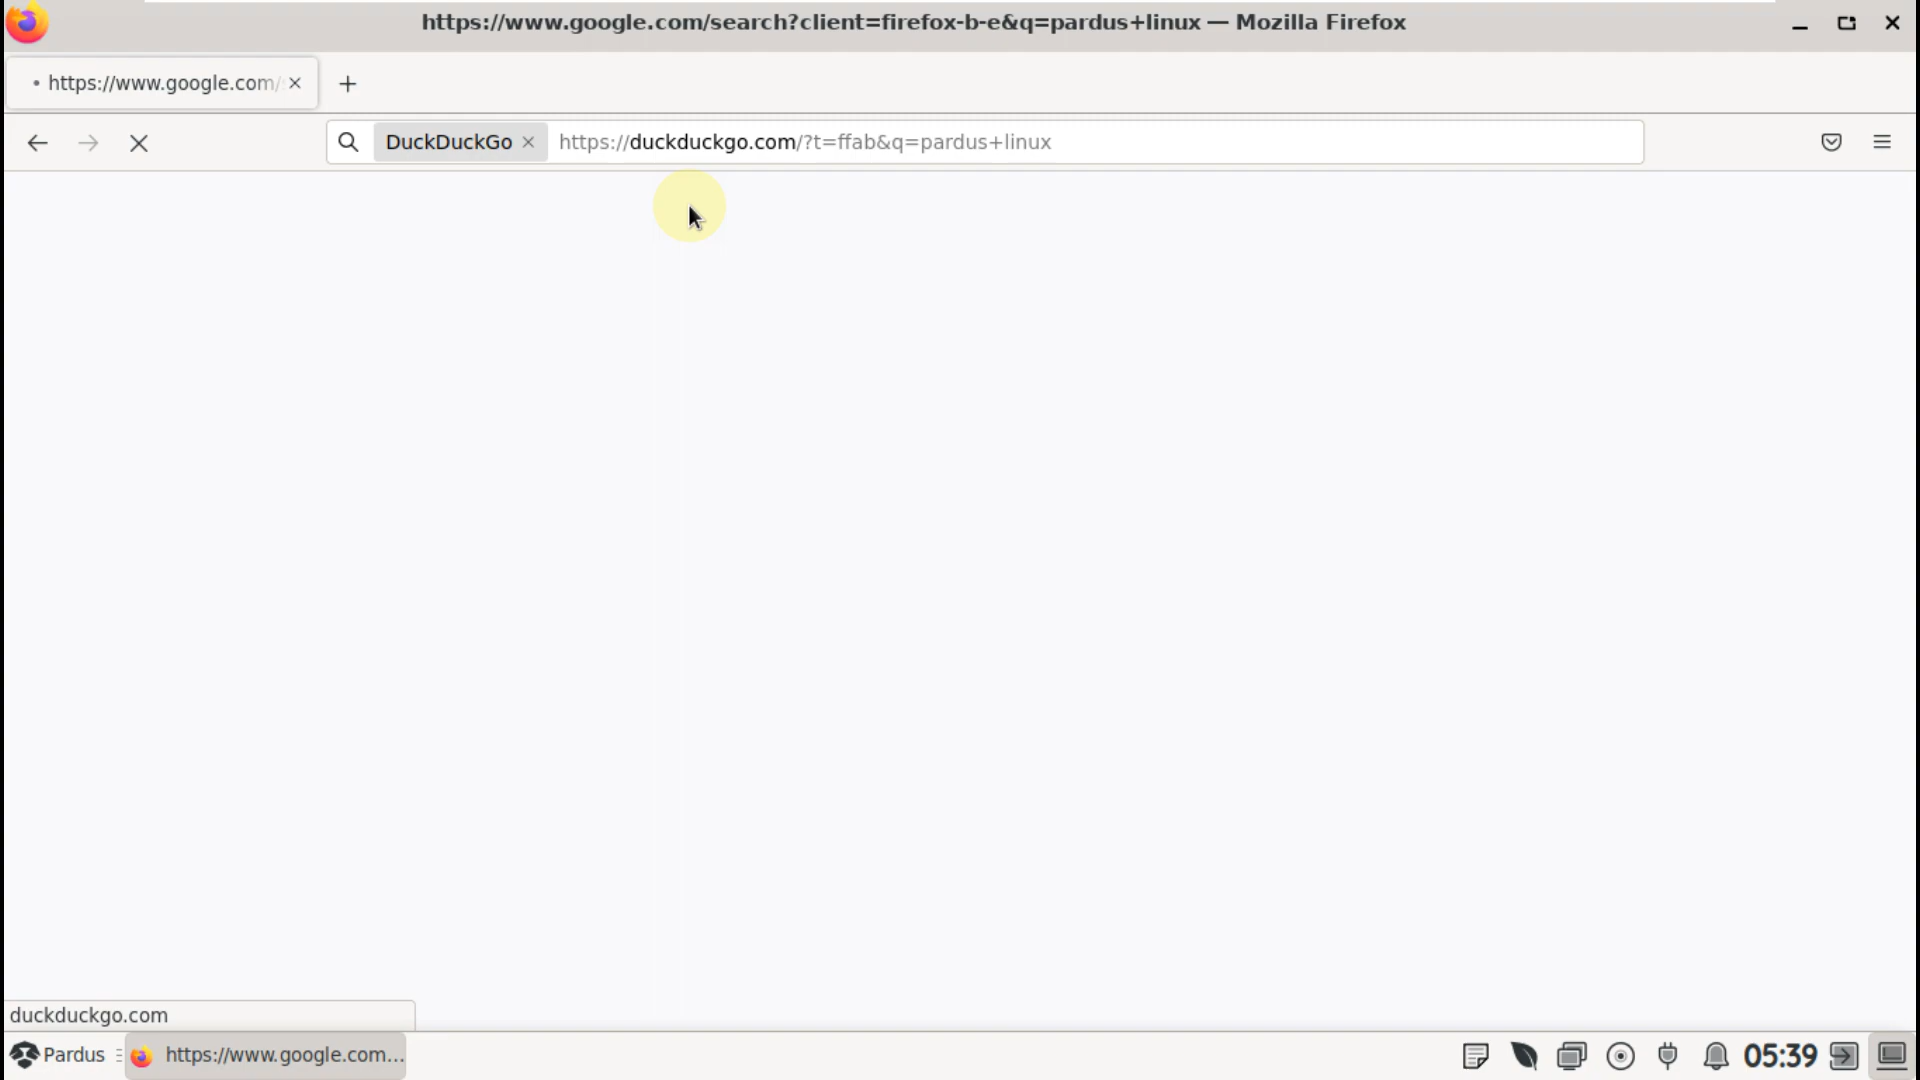 https://www.google.com/search?client=firefox-b-e&q=pardus+linux — Mozilla Firefox
https://www.google.com/
DuckDuckGo https://duckduckgo.com/?t=ffab&q=pardus+linux
duckduckgo.com
Pardus https://www.google.com... 05:39